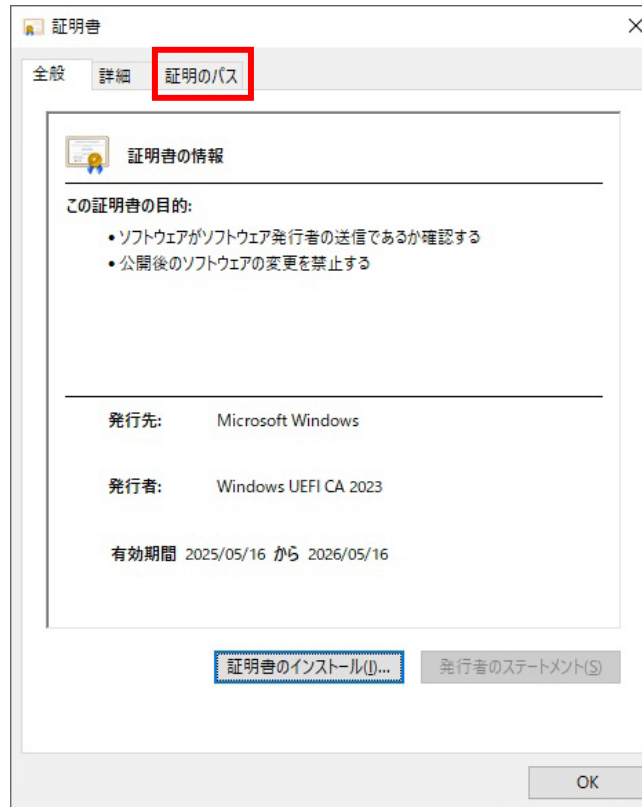 証明書
全般 詳細 証明のパス
証明書の情報
この証明書の目的:
• ソフトウェアがソフトウェア発行者の送信であるか確認する
• 公開後のソフトウェアの変更を禁止する
発行先: Microsoft Windows
発行者: Windows UEFI CA 2023
有効期間 2025/05/16 から 2026/05/16
証明書のインストール(I)... 発行者のステートメント(S)
OK